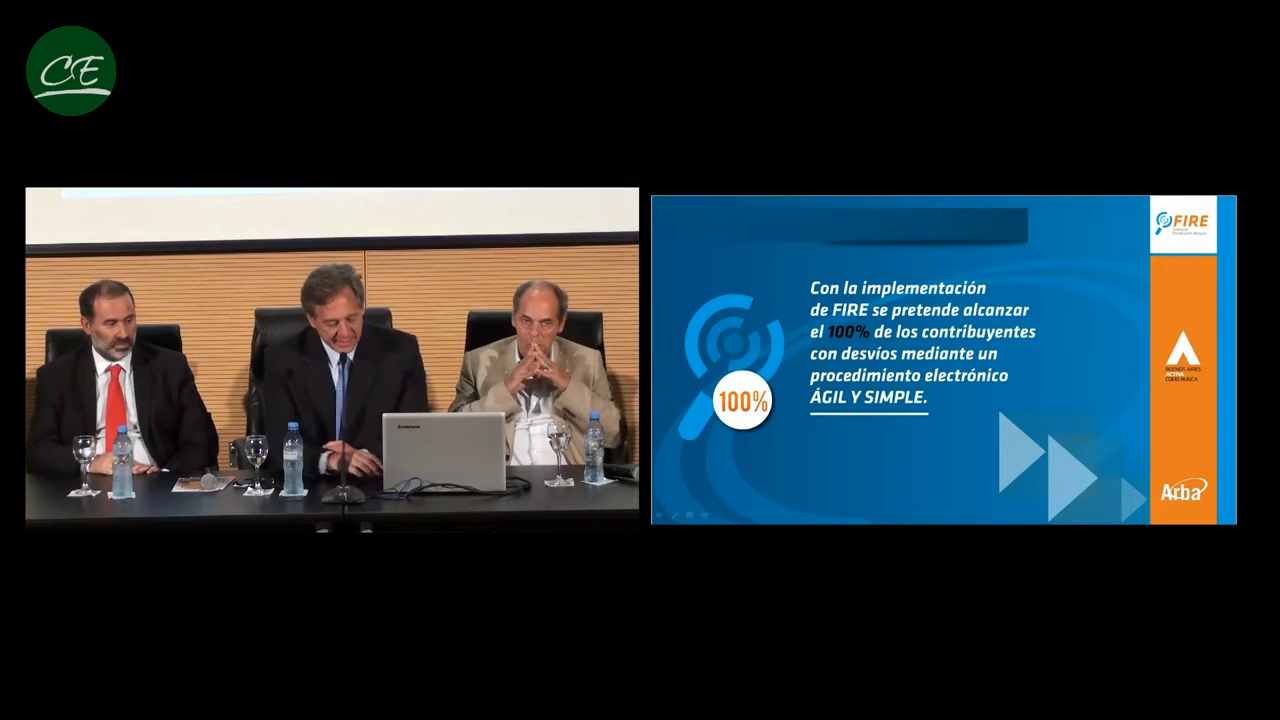 CE
Lenovo
FIRE
Con la implementación
de FIRE se pretende alcanzar
el 100% de los contribuyentes
con desvíos mediante un
procedimiento electrónico
ÁGIL Y SIMPLE.
100%
BUENOS AIRES
ACTIVA
COMO NUNCA
Arba